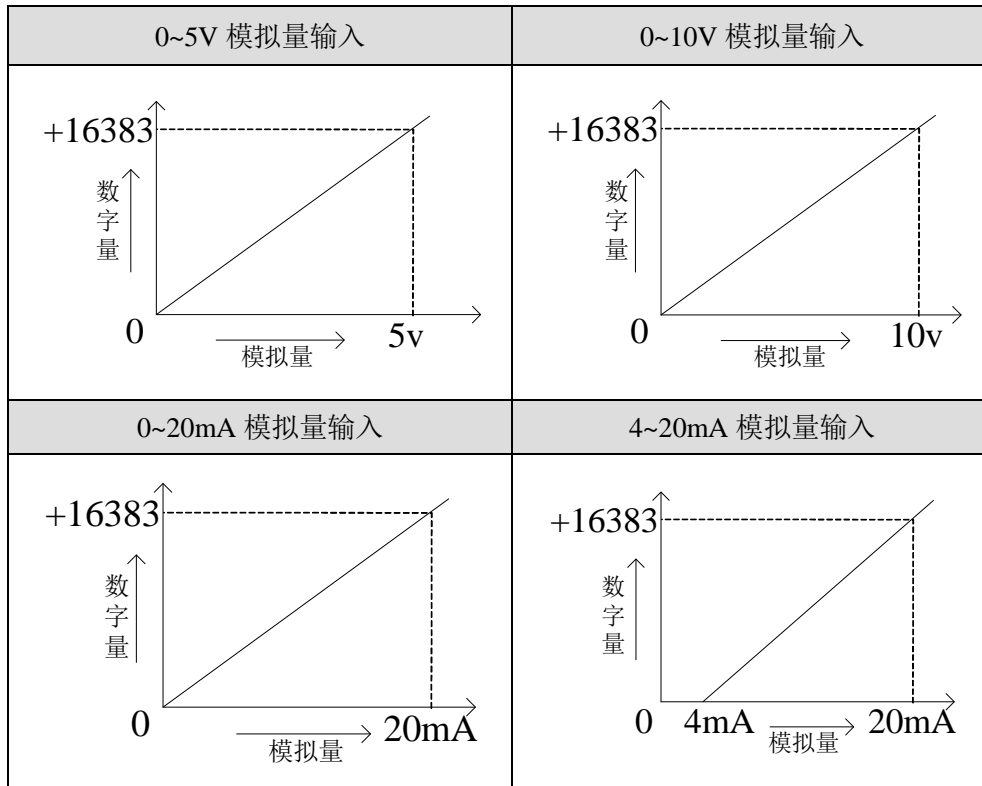 0~5V 模拟量输入
0~10V 模拟量输入
+16383
数字量
0
模拟量
5v
+16383
数字量
0
模拟量
10v
0~20mA 模拟量输入
4~20mA 模拟量输入
+16383
数字量
0
模拟量
20mA
+16383
数字量
0
4mA
模拟量
20mA